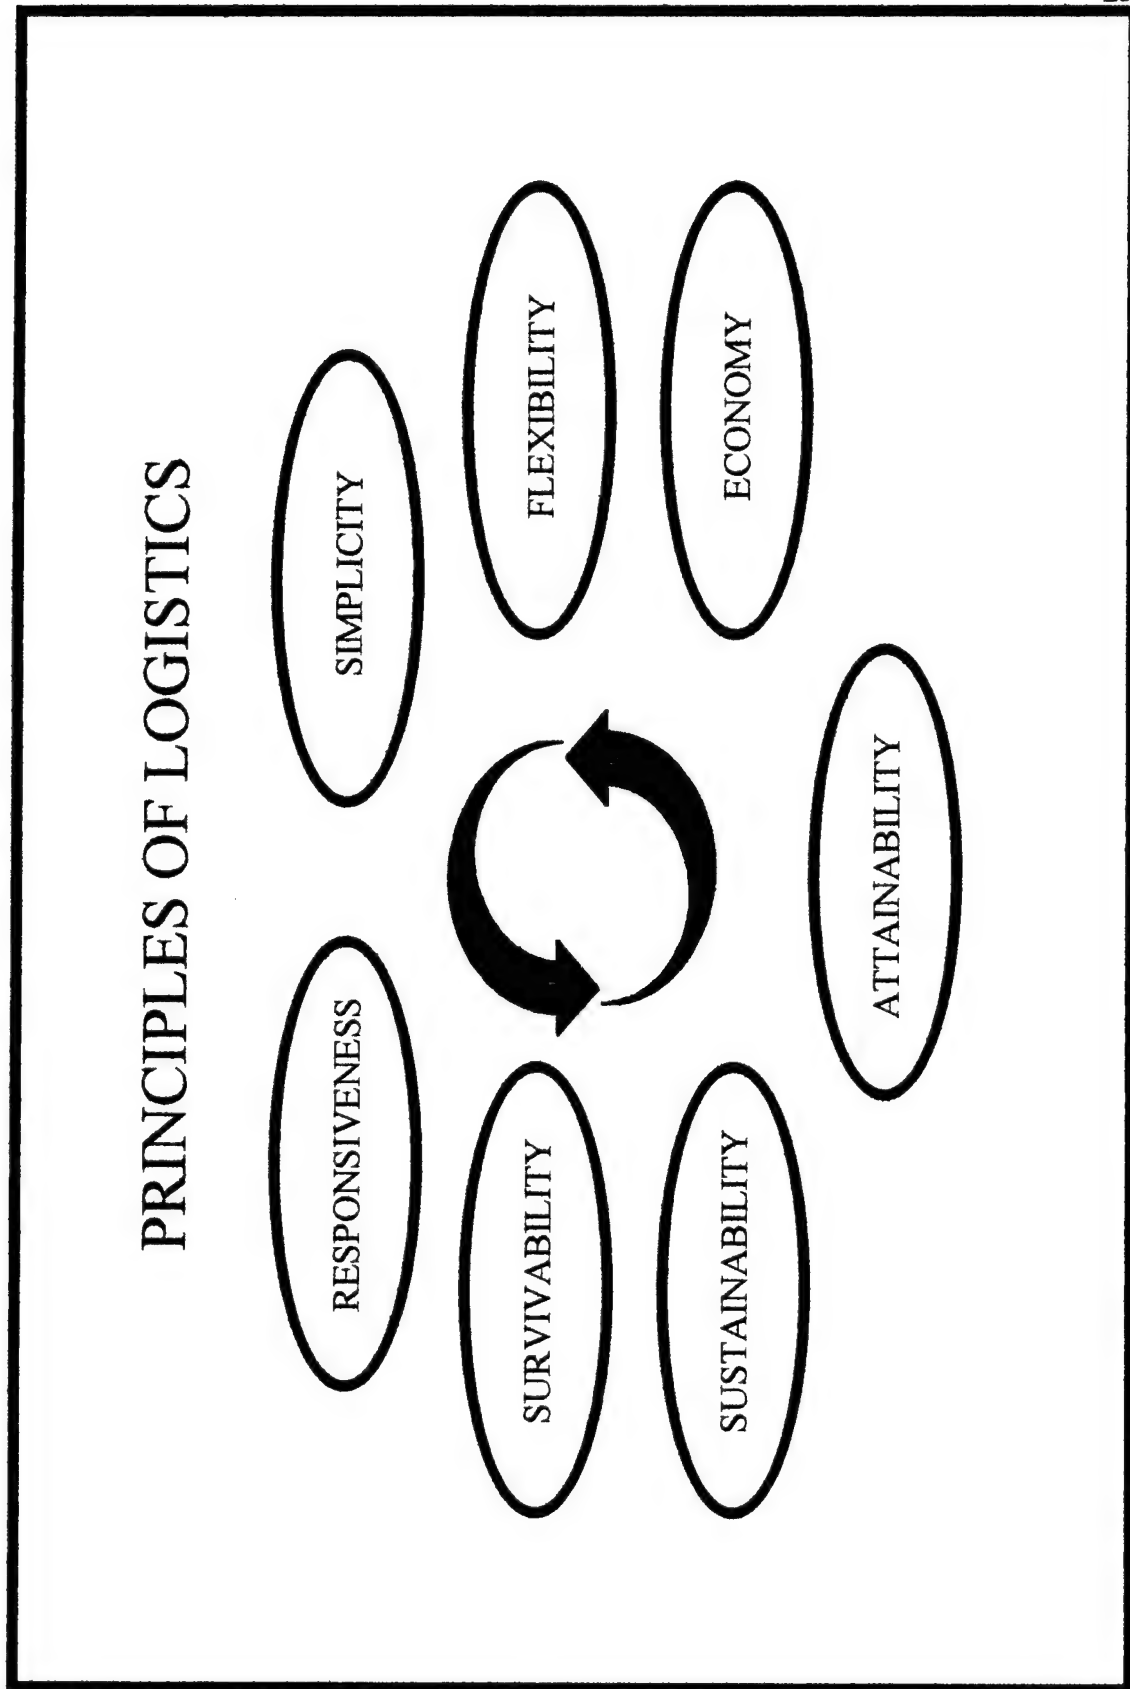 PRINCIPLES OF LOGISTICS
RESPONSIVENESS
SIMPLICITY
SURVIVABILITY
FLEXIBILITY
SUSTAINABILITY
ECONOMY
ATTAINABILITY